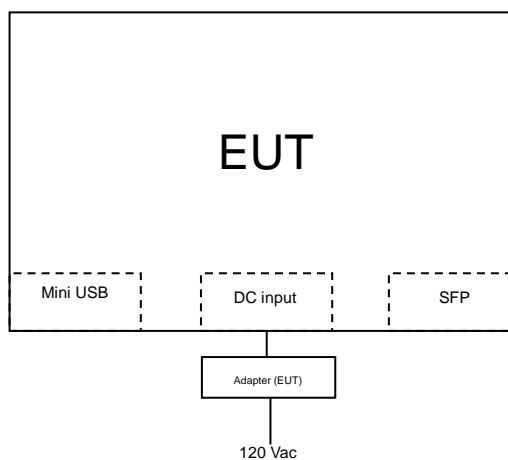 EUT
Mini USB
DC input
SFP
Adapter (EUT)
120 Vac